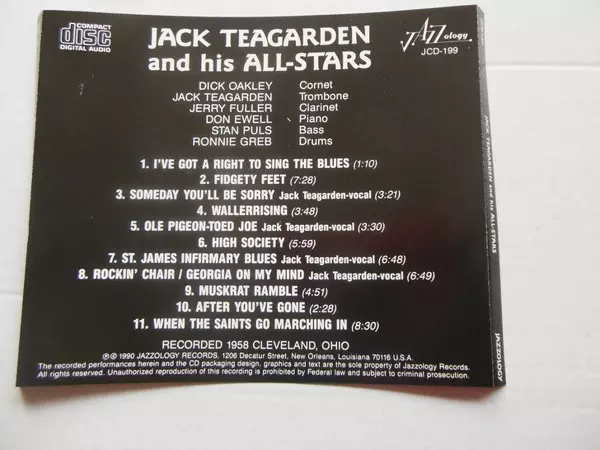 COMPACT
disc
DIGITAL AUDIO
JACK TEAGARDEN
and his ALL-STARS
JAZZology
JCD-199
DICK OAKLEY Cornet
JACK TEAGARDEN Trombone
JERRY FULLER Clarinet
DON EWELL Piano
STAN PULS Bass
RONNIE GREB Drums
1. I'VE GOT A RIGHT TO SING THE BLUES (1:10)
2. FIDGETY FEET (7:28)
3. SOMEDAY YOU'LL BE SORRY Jack Teagarden-vocal (3:21)
4. WALLERRISING (3:48)
5. OLE PIGEON-TOED JOE Jack Teagarden-vocal (3:30)
6. HIGH SOCIETY (5:59)
7. ST. JAMES INFIRMARY BLUES Jack Teagarden-vocal (6:48)
8. ROCKIN' CHAIR / GEORGIA ON MY MIND Jack Teagarden-vocal (6:49)
9. MUSKRAT RAMBLE (4:51)
10. AFTER YOU'VE GONE (2:28)
11. WHEN THE SAINTS GO MARCHING IN (8:30)
RECORDED 1958 CLEVELAND, OHIO
℗© 1990 JAZZOLOGY RECORDS, 1206 Decatur Street, New Orleans, Louisiana 70116 U.S.A.
The recorded performances herein and the CD packaging design, graphics and text are the sole property of Jazzology Records.
All rights reserved. Unauthorized reproduction of this recording is prohibited by Federal law and subject to criminal prosecution.
JACK TEAGARDEN and his ALL-STARS
JAZZOLOGY